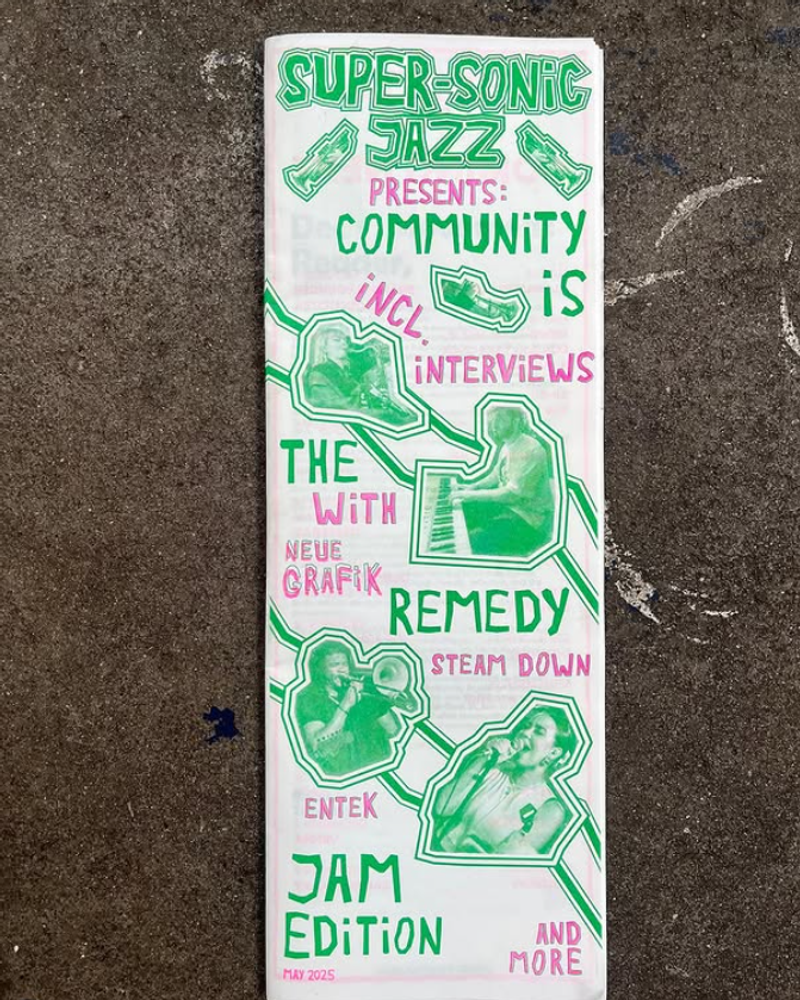 SUPER-SONiC
JAZZ
PRESENTS:
COMMUNiTY
iS
iNCL.
iNTERViEWS
THE
WiTH
NEUE
GRAFiK
REMEDY
STEAM DOWN
ENTEK
JAM
EDiTiON
AND
MORE
MAY 2025